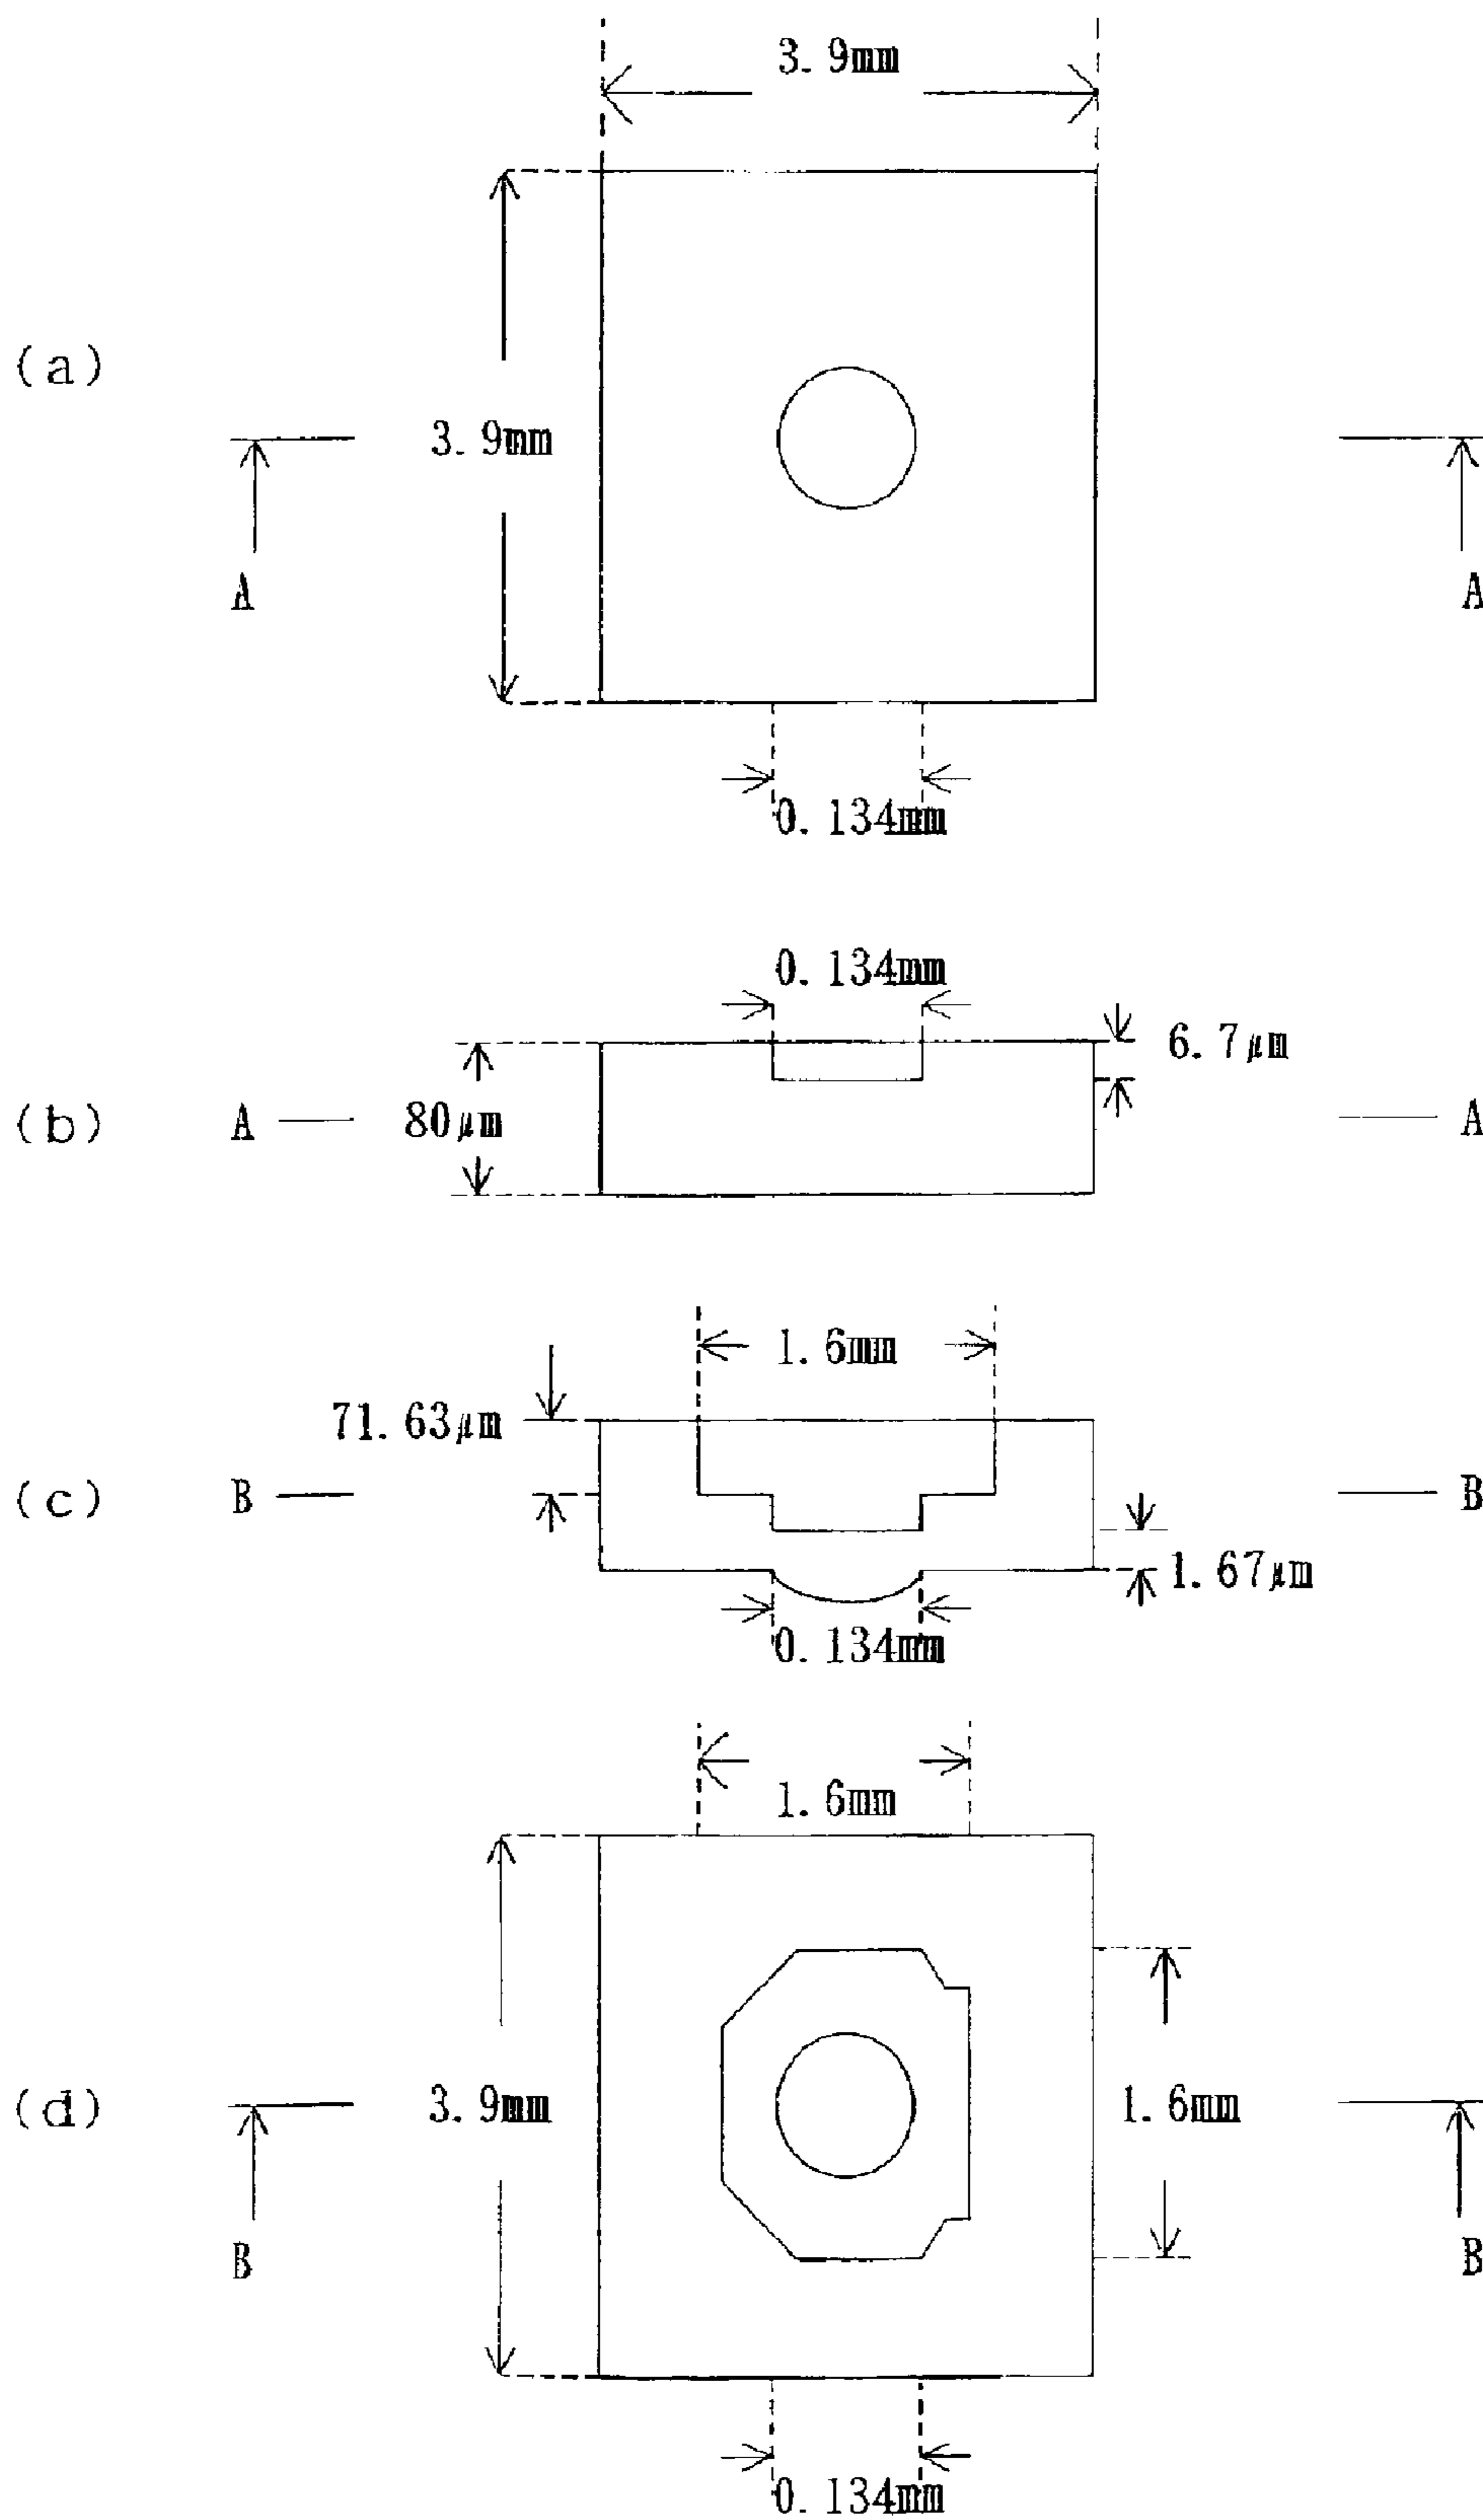 3.9mm
(a)
3.9mm
A
A
0.134mm
0.134mm
6.7μm
(b)
A
80μm
A
1.6mm
71.63μm
(c)
B
B
1.67μm
0.134mm
1.6mm
(d)
3.9mm
1.6mm
B
B
0.134mm